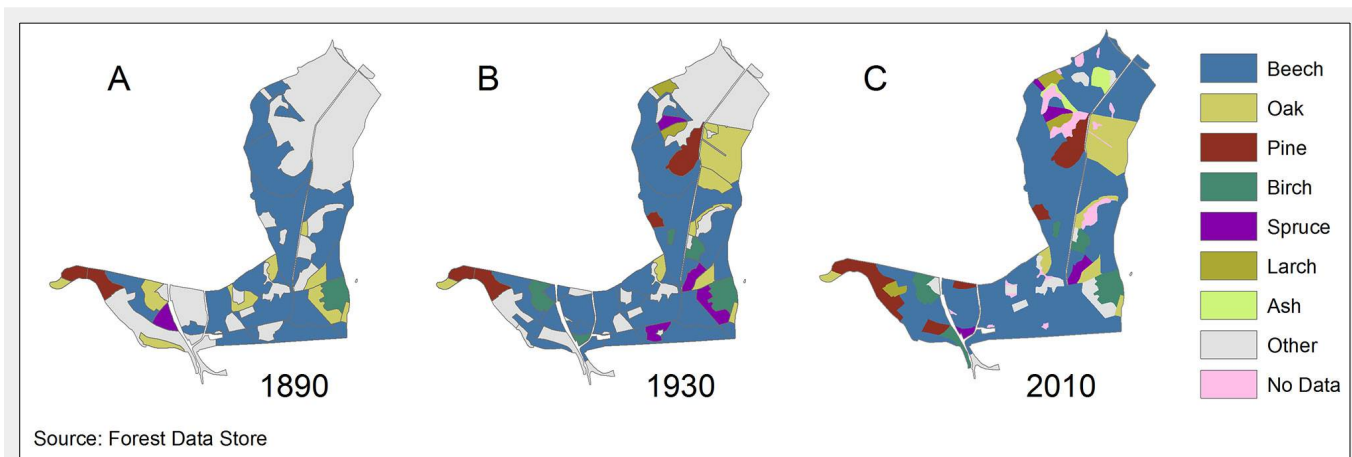 A
B
C
1890
1930
2010
Beech
Oak
Pine
Birch
Spruce
Larch
Ash
Other
No Data
Source: Forest Data Store